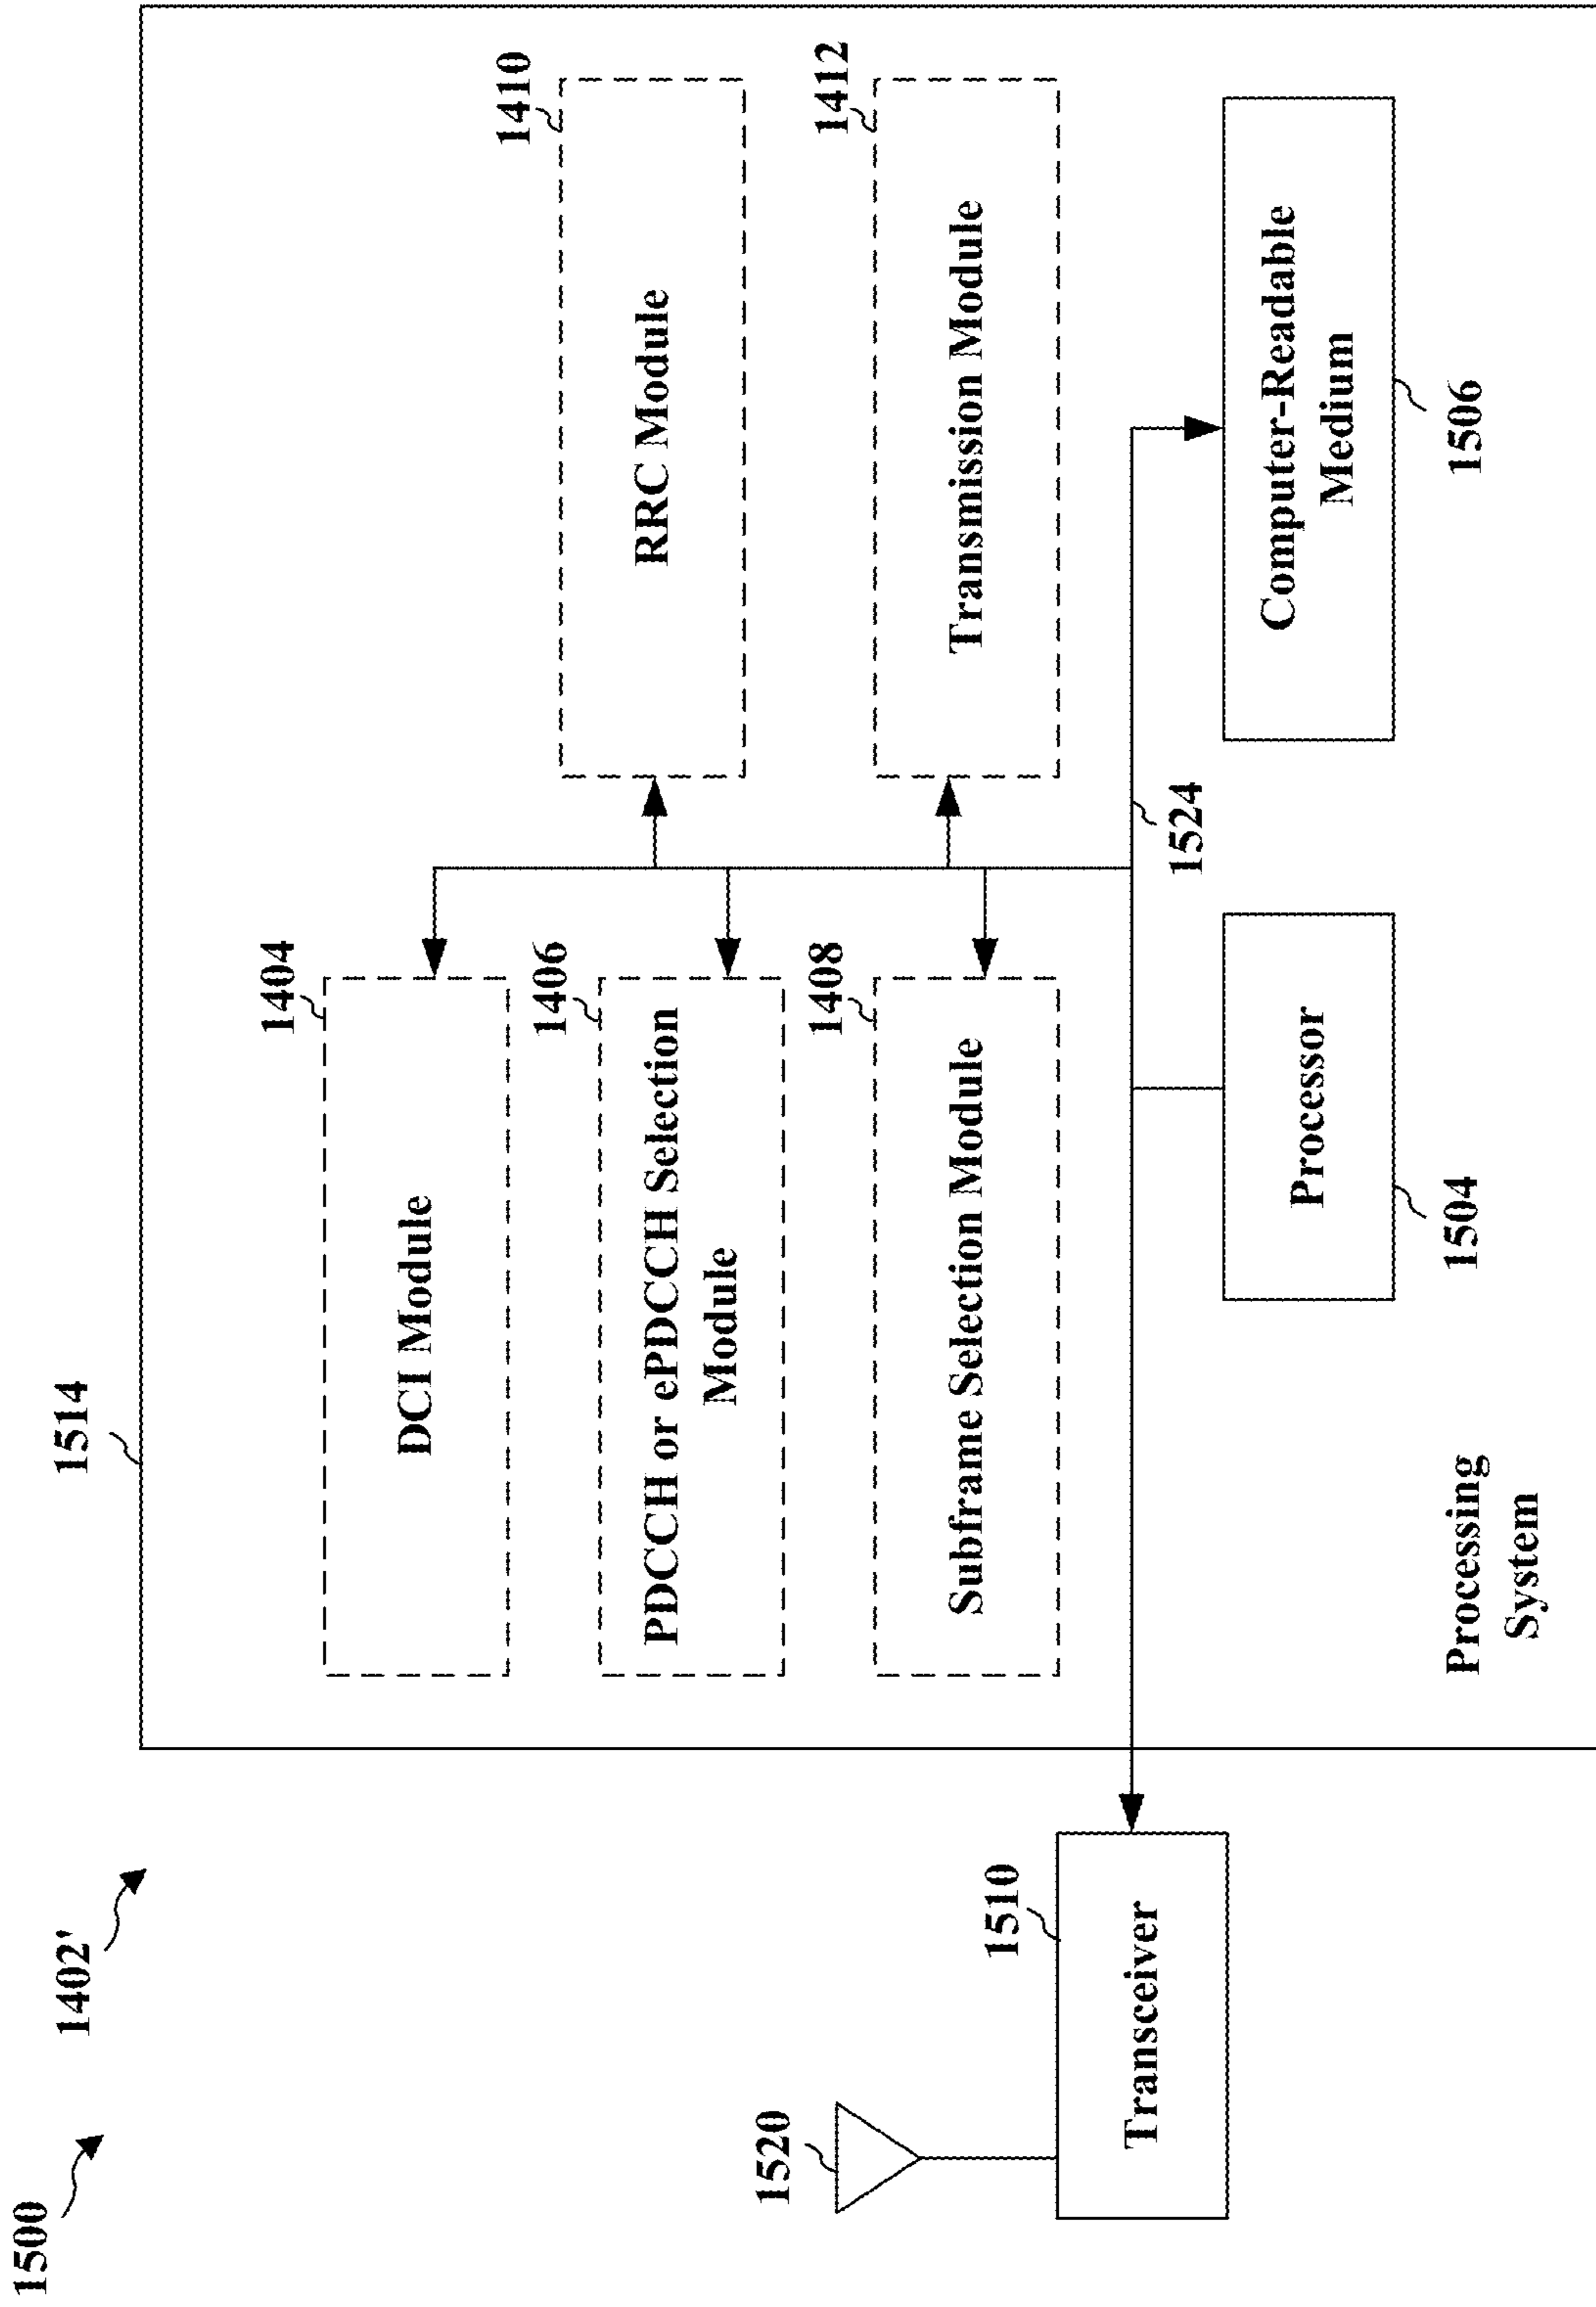 1500
1402'
1514
1404
DCI Module
1406
PDCCH or ePDCCH Selection
Module
1408
Subframe Selection Module
1410
RRC Module
1412
Transmission Module
1520
1510
Transceiver
1524
Processor
1504
Computer-Readable
Medium
1506
Processing
System